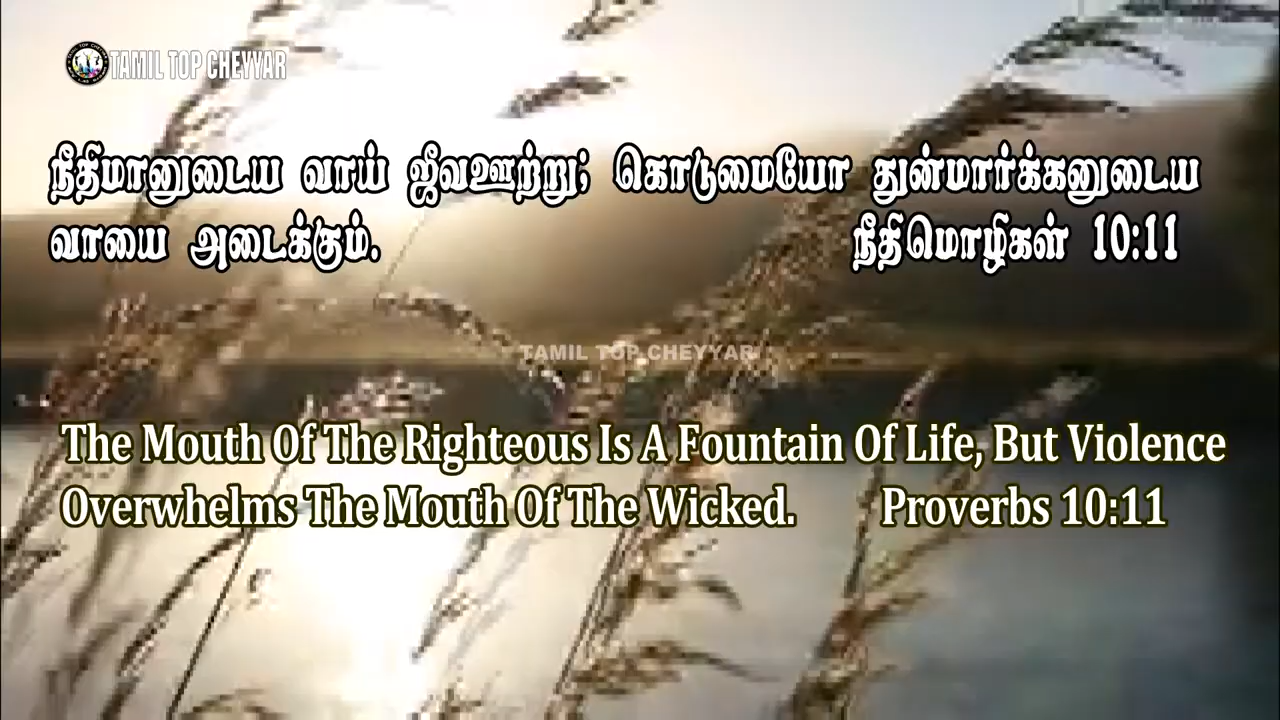 TAMIL TOP CHEYYAR
நீதிமானுடைய வாய் ஜீவஊற்று; கொடுமையோ துன்மார்க்கனுடைய
வாயை அடைக்கும். நீதிமொழிகள் 10:11
TAMIL TOP CHEYYAR
The Mouth Of The Righteous Is A Fountain Of Life, But Violence
Overwhelms The Mouth Of The Wicked. Proverbs 10:11